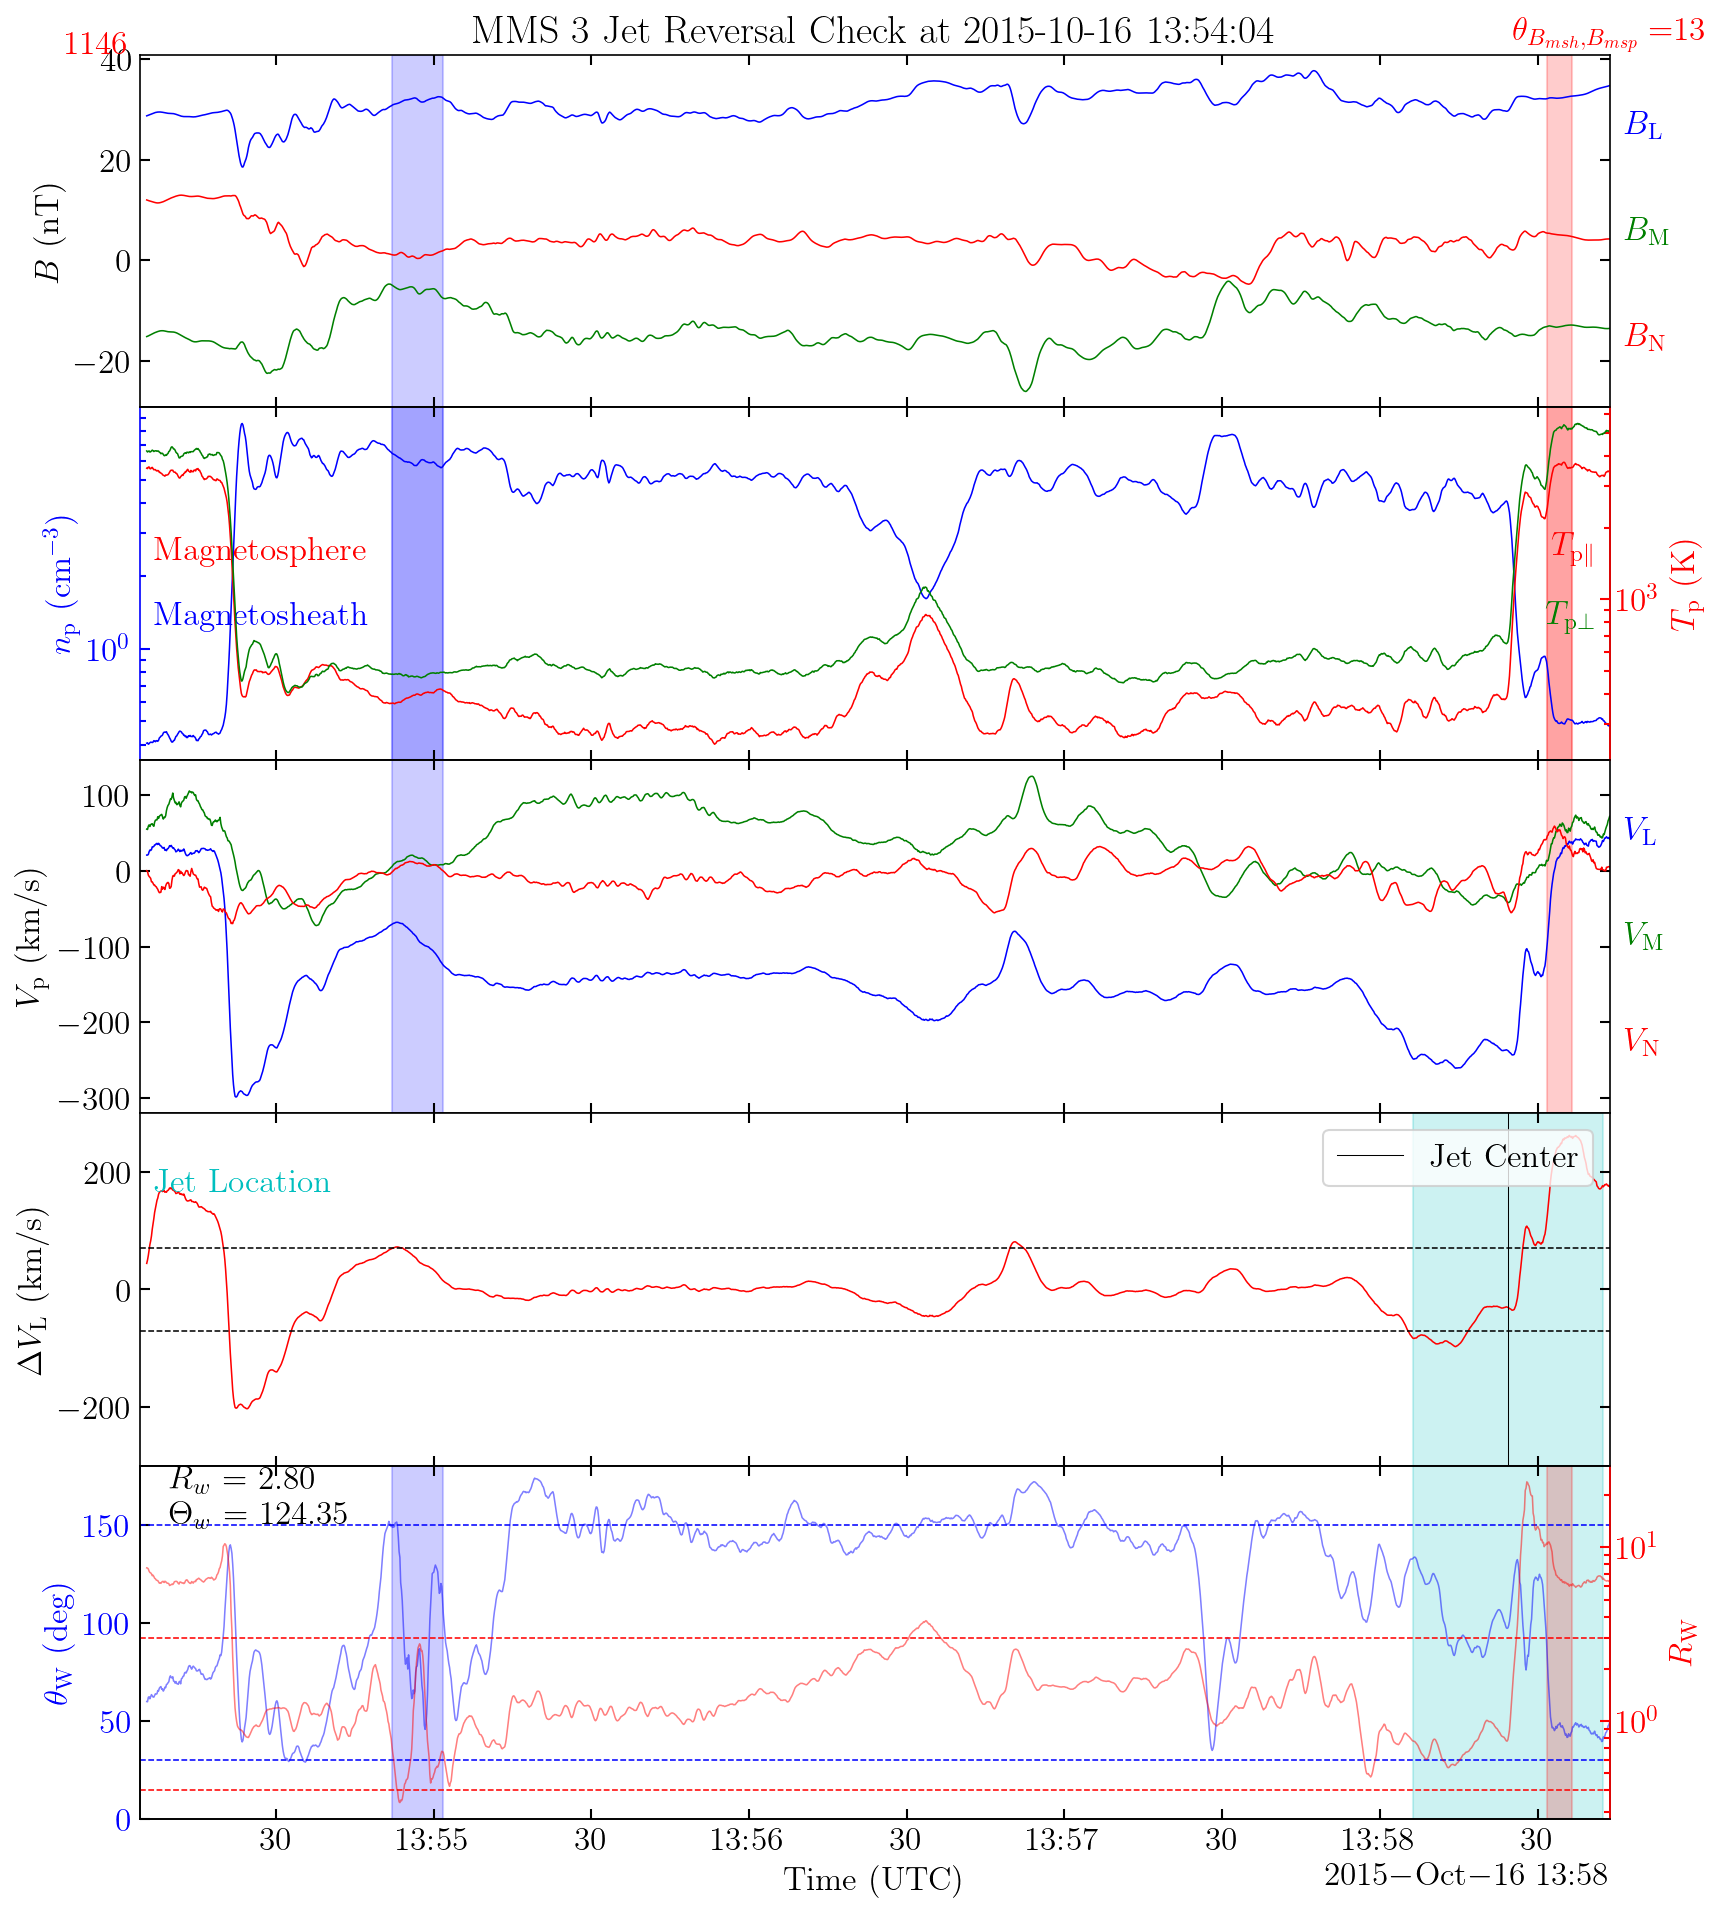 MMS 3 Jet Reversal Check at 2015-10-16 13:54:04
1146
θ_{B_{msh},B_{msp}} =13
40
20
0
−20
B (nT)
B_L
B_M
B_N
n_p (cm^{−3})
10^0
Magnetosphere
Magnetosheath
T_{p∥}
T_{p⊥}
10^3
T_p (K)
100
0
−100
−200
−300
V_p (km/s)
V_L
V_M
V_N
200
0
−200
ΔV_L (km/s)
Jet Location
Jet Center
R_w = 2.80
Θ_w = 124.35
150
100
50
0
θ_W (deg)
10^1
10^0
R_W
30 13:55 30 13:56 30 13:57 30 13:58 30
2015−Oct−16 13:58
Time (UTC)